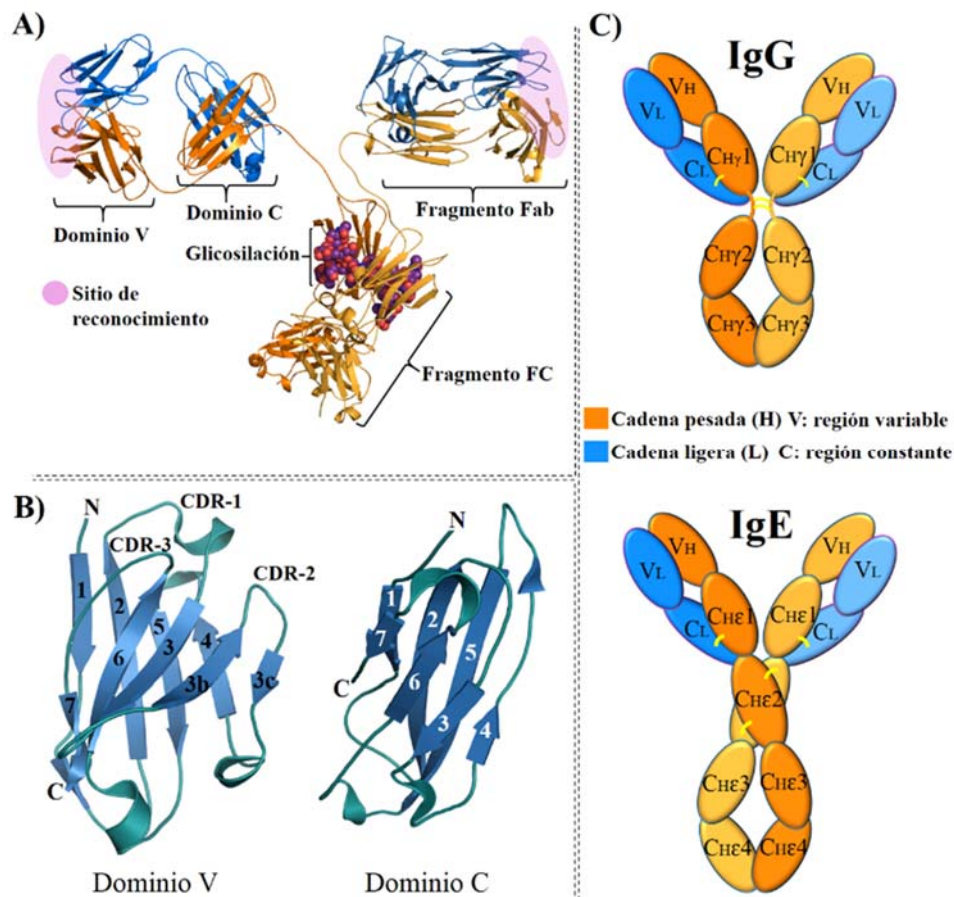 A)
Dominio V
Dominio C
Fragmento Fab
Glicosilación
Sitio de
reconocimiento
Fragmento FC
B)
N
CDR-1
CDR-3
CDR-2
1
2
5
3
4
6
3b
3c
7
C
Dominio V
N
1
2
7
5
C
6
3
4
Dominio C
C)
IgG
VH
VH
VL
VL
CHγ1
CHγ1
CL
CL
CHγ2
CHγ2
CHγ3
CHγ3
Cadena pesada (H) V: región variable
Cadena ligera (L) C: región constante
IgE
VH
VH
VL
VL
CHε1
CHε1
CL
CL
CHε2
CHε3
CHε3
CHε4
CHε4